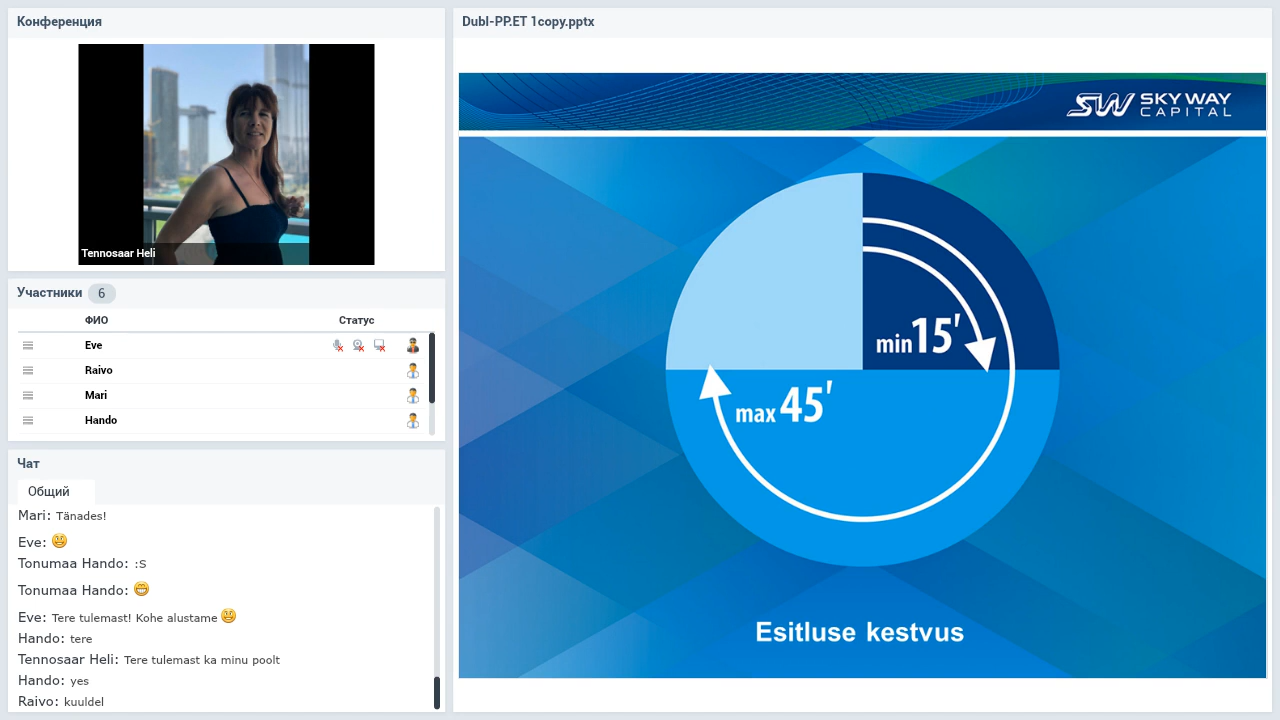 Конференция
Tennosaar Heli
Участники 6
ФИО Статус
Eve
Raivo
Mari
Hando
Чат
Общий
Mari: Tänades!
Eve:
Tonumaa Hando: :S
Tonumaa Hando:
Eve: Tere tulemast! Kohe alustame
Hando: tere
Tennosaar Heli: Tere tulemast ka minu poolt
Hando: yes
Raivo: kuuldel
Dubl-PP.ET 1copy.pptx
SW SKY WAY
CAPITAL
min 15′
max 45′
Esitluse kestvus